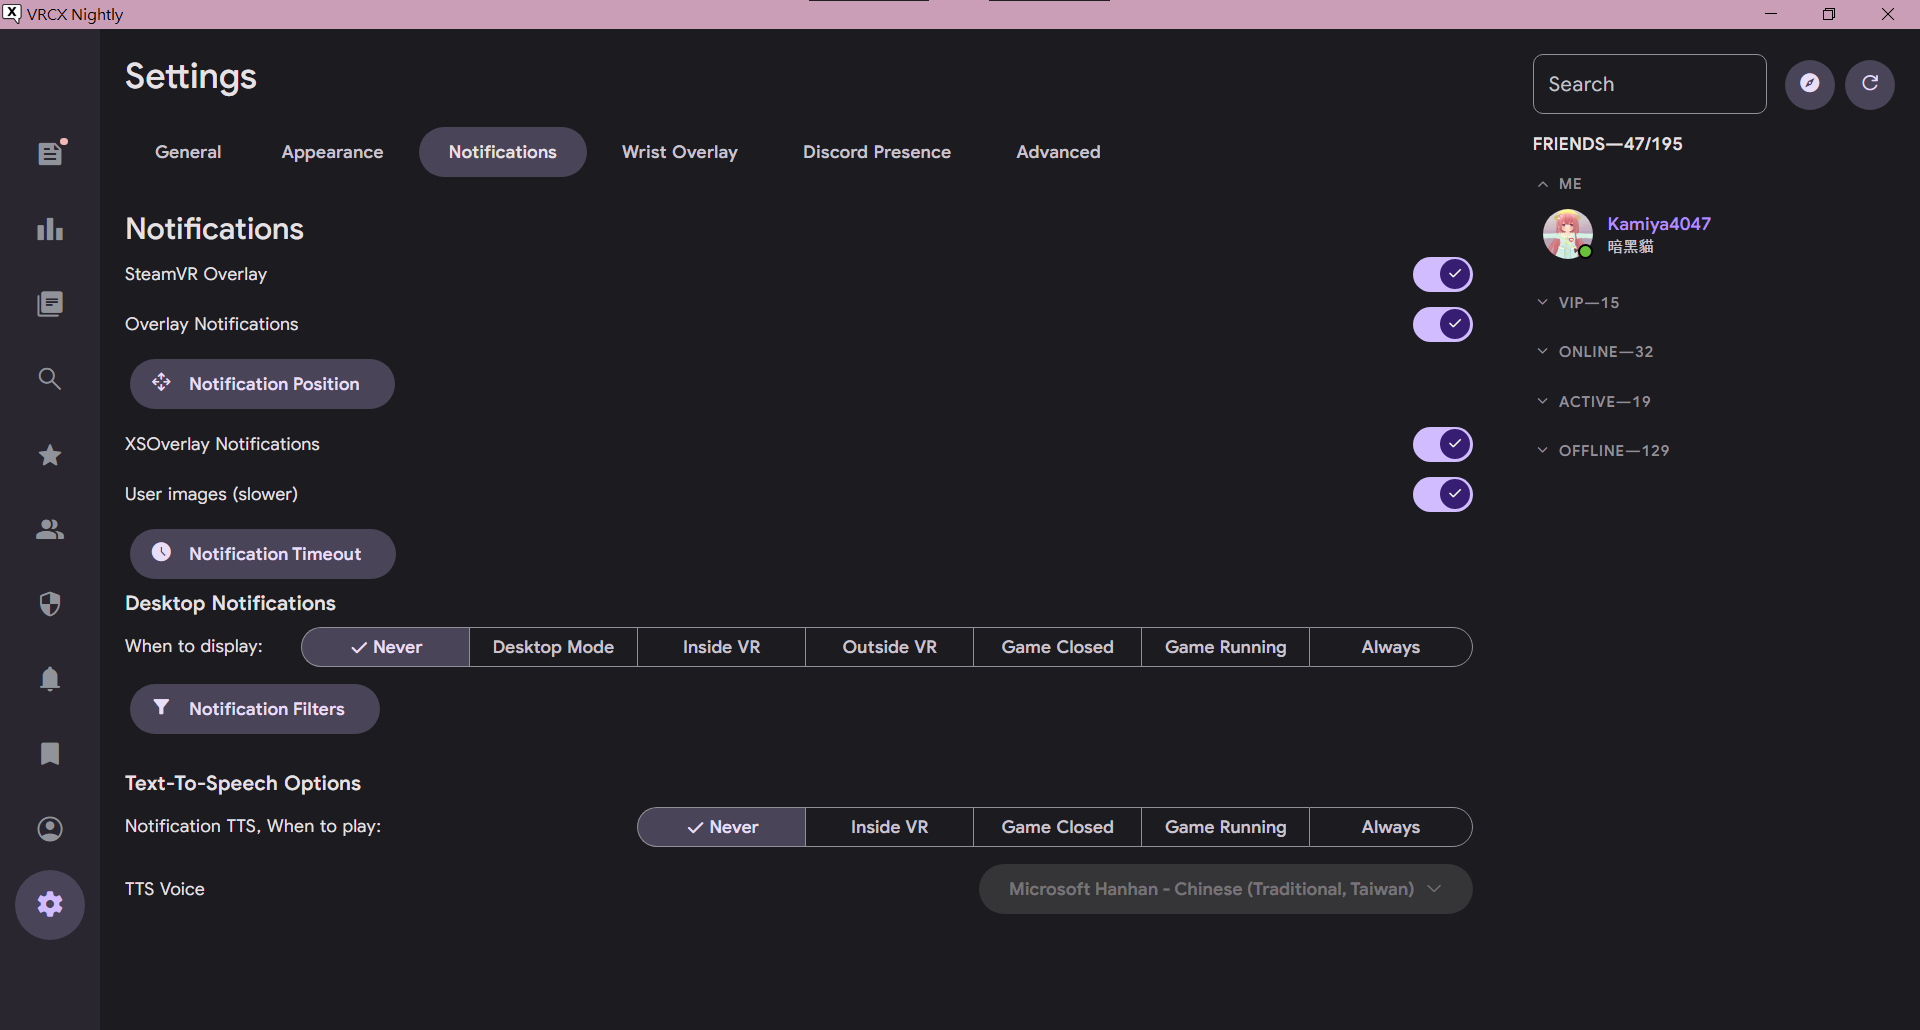 VRCX Nightly
Settings
General Appearance Notifications Wrist Overlay Discord Presence Advanced
Notifications
SteamVR Overlay
Overlay Notifications
Notification Position
XSOverlay Notifications
User images (slower)
Notification Timeout
Desktop Notifications
When to display: Never Desktop Mode Inside VR Outside VR Game Closed Game Running Always
Notification Filters
Text-To-Speech Options
Notification TTS, When to play: Never Inside VR Game Closed Game Running Always
TTS Voice Microsoft Hanhan - Chinese (Traditional, Taiwan)
Search
FRIENDS—47/195
ME
Kamiya4047
暗黑貓
VIP—15
ONLINE—32
ACTIVE—19
OFFLINE—129